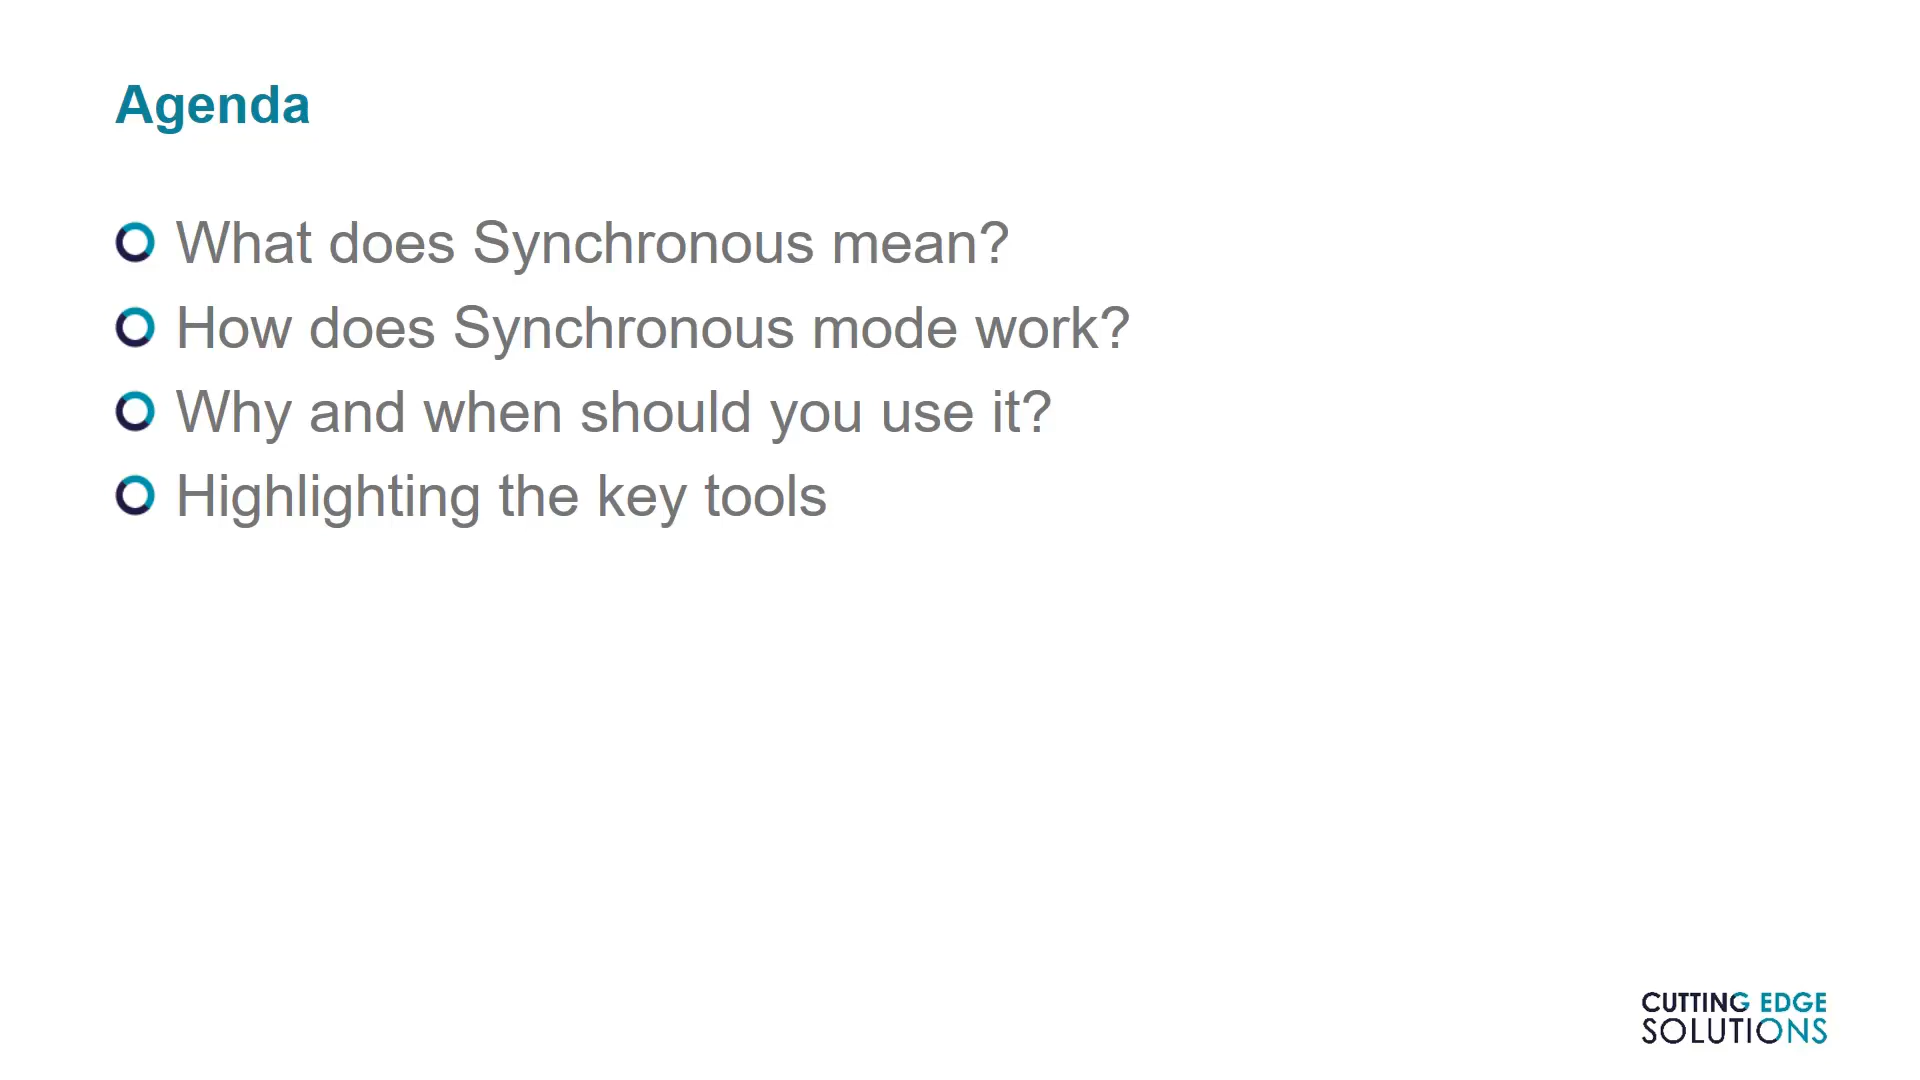 Agenda
What does Synchronous mean?
How does Synchronous mode work?
Why and when should you use it?
Highlighting the key tools
CUTTING EDGE
SOLUTIONS